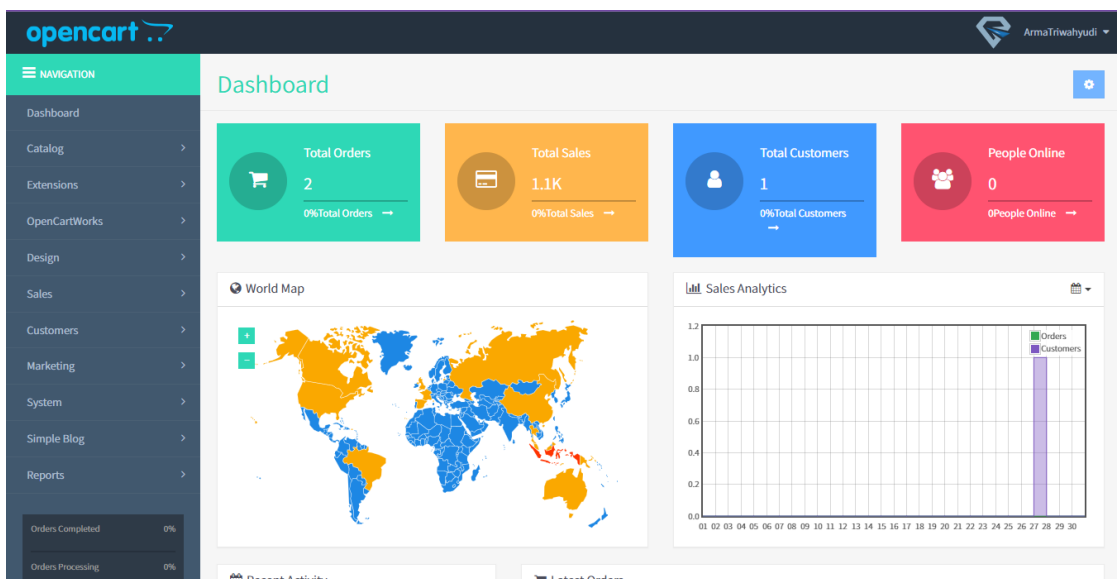 opencart
ArmaTriwahyudi
NAVIGATION
Dashboard
Catalog
Extensions
OpenCartWorks
Design
Sales
Customers
Marketing
System
Simple Blog
Reports
Orders Completed 0%
Orders Processing 0%
Dashboard
Total Orders
2
0%Total Orders →
Total Sales
1.1K
0%Total Sales →
Total Customers
1
0%Total Customers
→
People Online
0
0People Online →
World Map
+
−
Sales Analytics
Orders
Customers
1.2
1.0
0.8
0.6
0.4
0.2
0.0
01 02 03 04 05 06 07 08 09 10 11 12 13 14 15 16 17 18 19 20 21 22 23 24 25 26 27 28 29 30
Recent Activity
Latest Orders